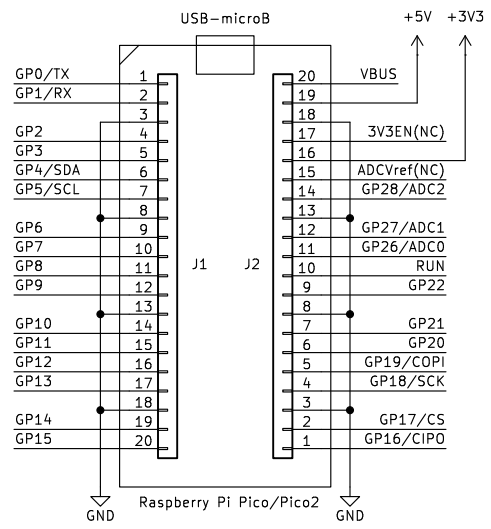 USB-microB
+5V +3V3
GP0/TX 1 20 VBUS
GP1/RX 2 19
3 18
GP2 4 17 3V3EN(NC)
GP3 5 16
GP4/SDA 6 15 ADCVref(NC)
GP5/SCL 7 14 GP28/ADC2
8 13
GP6 9 12 GP27/ADC1
GP7 10 11 GP26/ADC0
GP8 11 J1 J2 10 RUN
GP9 12 9 GP22
13 8
GP10 14 7 GP21
GP11 15 6 GP20
GP12 16 5 GP19/COPI
GP13 17 4 GP18/SCK
18 3
GP14 19 2 GP17/CS
GP15 20 1 GP16/CIPO
Raspberry Pi Pico/Pico2
GND GND